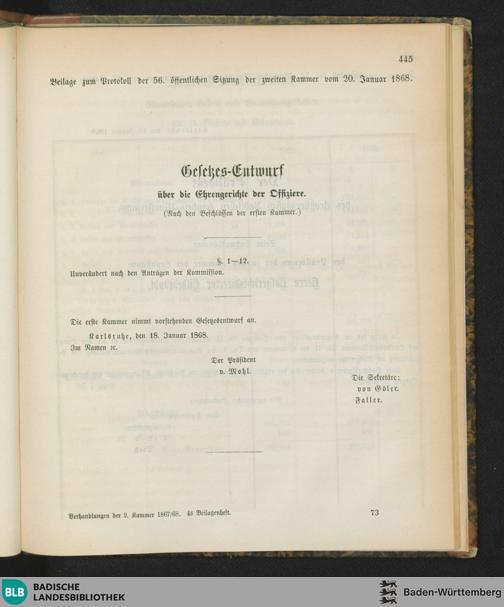 445
Beilage zum Protokoll der 56. öffentlichen Sitzung der zweiten Kammer vom 20. Januar 1868.
Gesetzes-Entwurf
über die Ehrengerichte der Offiziere.
(Nach den Beschlüssen der ersten Kammer.)
§. 1—12.
Unverändert nach den Anträgen der Kommission.
Die erste Kammer nimmt vorstehenden Gesetzesentwurf an.
Karlsruhe, den 18. Januar 1868.
Im Namen ꝛc.
Der Präsident
v. Mohl.
Die Sekretäre:
von Göler.
Faller.
Verhandlungen der 2. Kammer 1867/68. 4s Beilagenheft.
73
BLB BADISCHE
LANDESBIBLIOTHEK
Baden-Württemberg